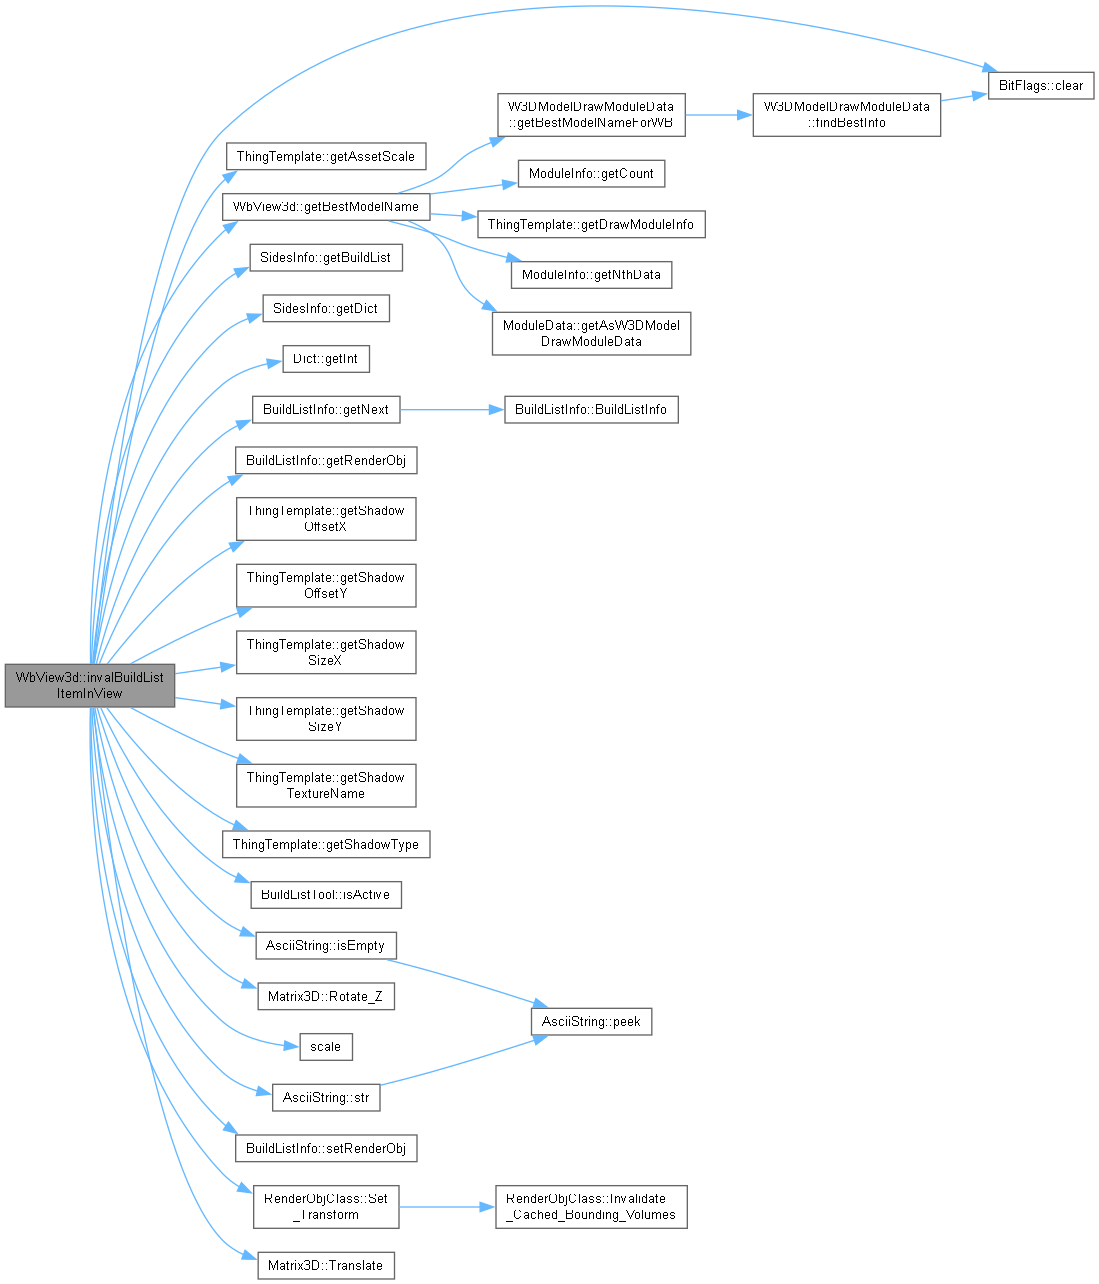 BitFlags::clear
W3DModelDrawModuleData
::getBestModelNameForWB
W3DModelDrawModuleData
::findBestInfo
ThingTemplate::getAssetScale
ModuleInfo::getCount
WbView3d::getBestModelName
ThingTemplate::getDrawModuleInfo
SidesInfo::getBuildList
ModuleInfo::getNthData
SidesInfo::getDict
ModuleData::getAsW3DModel
DrawModuleData
Dict::getInt
BuildListInfo::getNext
BuildListInfo::BuildListInfo
BuildListInfo::getRenderObj
ThingTemplate::getShadow
OffsetX
ThingTemplate::getShadow
OffsetY
ThingTemplate::getShadow
SizeX
WbView3d::invalBuildList
ItemInView
ThingTemplate::getShadow
SizeY
ThingTemplate::getShadow
TextureName
ThingTemplate::getShadowType
BuildListTool::isActive
AsciiString::isEmpty
Matrix3D::Rotate_Z
AsciiString::peek
scale
AsciiString::str
BuildListInfo::setRenderObj
RenderObjClass::Set
_Transform
RenderObjClass::Invalidate
_Cached_Bounding_Volumes
Matrix3D::Translate